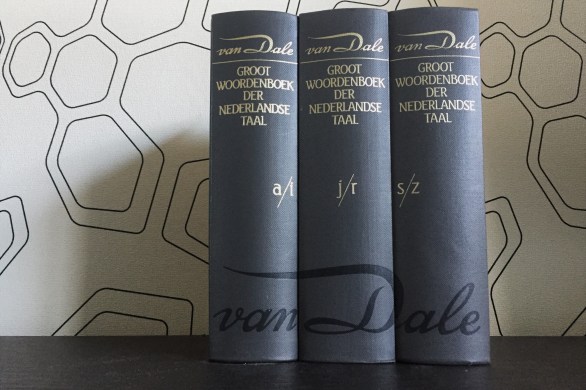 van Dale
GROOT
WOORDENBOEK
DER
NEDERLANDSE
TAAL
a/i
van Dale
GROOT
WOORDENBOEK
DER
NEDERLANDSE
TAAL
j/r
van Dale
GROOT
WOORDENBOEK
DER
NEDERLANDSE
TAAL
s/z
van Dale